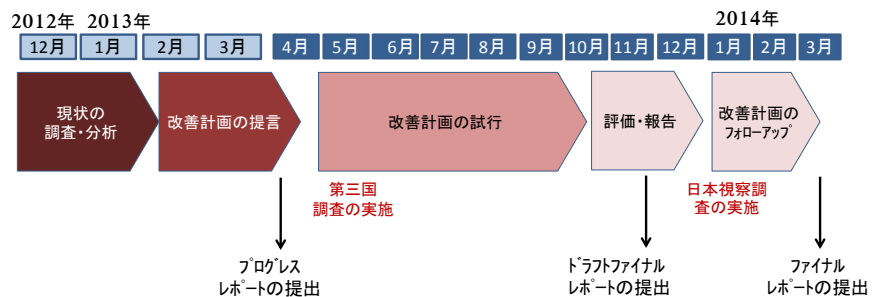 2012年 2013年 2014年
12月 1月 2月 3月 4月 5月 6月 7月 8月 9月 10月 11月 12月 1月 2月 3月
現状の
調査・分析
改善計画の提言
改善計画の試行
評価・報告
改善計画の
ﾌｫﾛｰｱｯﾌﾟ
第三国
調査の実施
日本視察調
査の実施
ﾌﾟﾛｸﾞﾚｽ
ﾚﾎﾟｰﾄの提出
ﾄﾞﾗﾌﾄﾌｧｲﾅﾙ
ﾚﾎﾟｰﾄの提出
ﾌｧｲﾅﾙ
ﾚﾎﾟｰﾄの提出